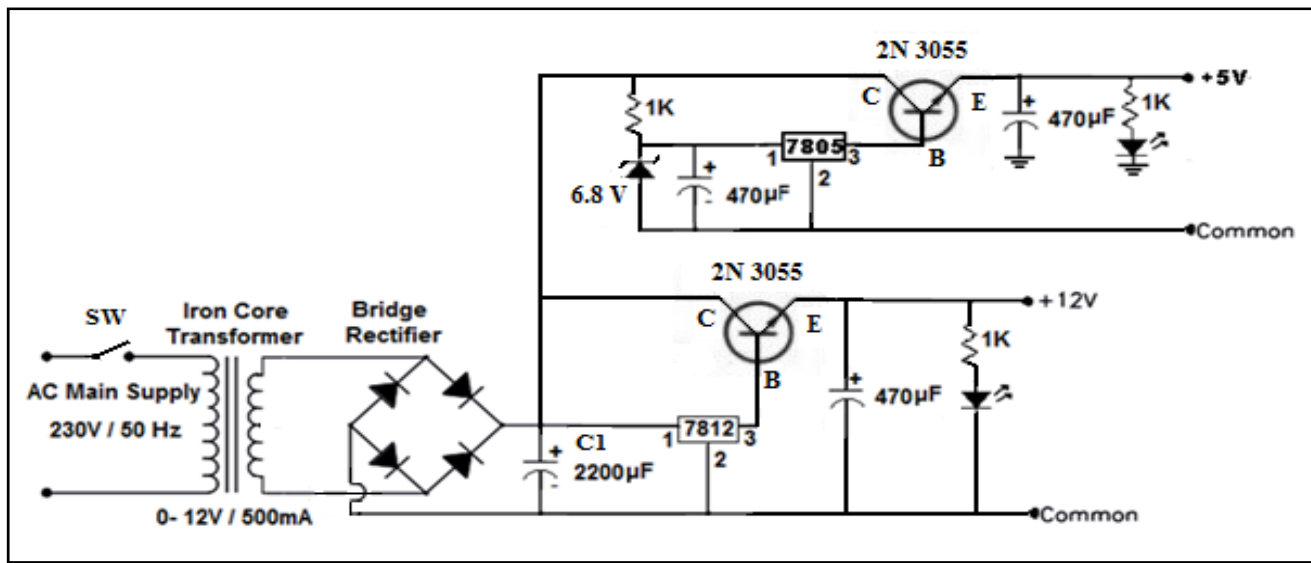 2N 3055
+5V
C
E
B
1K
+
470µF
1K
1
7805
3
2
6.8 V
+
470µF
-
Common
2N 3055
+12V
C
E
B
1K
+
470µF
SW
Iron Core
Transformer
Bridge
Rectifier
AC Main Supply
230V / 50 Hz
0- 12V / 500mA
C1
+
2200µF
-
1
7812
3
2
Common